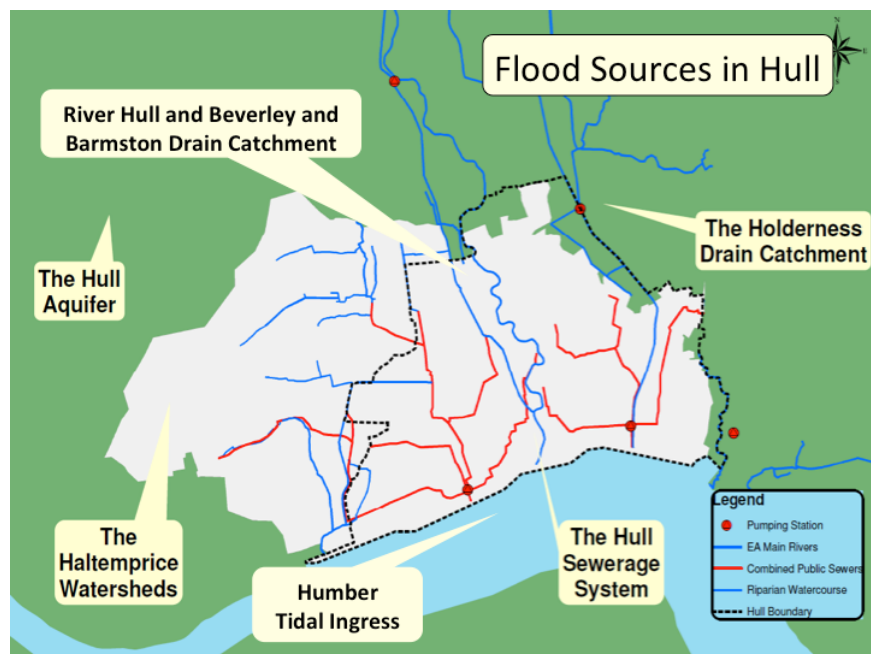 Flood Sources in Hull
N
E
S
River Hull and Beverley and
Barmston Drain Catchment
The Holderness
Drain Catchment
The Hull
Aquifer
The
Haltemprice
Watersheds
Humber
Tidal Ingress
The Hull
Sewerage
System
Legend
Pumping Station
EA Main Rivers
Combined Public Sewers
Riparian Watercourse
Hull Boundary